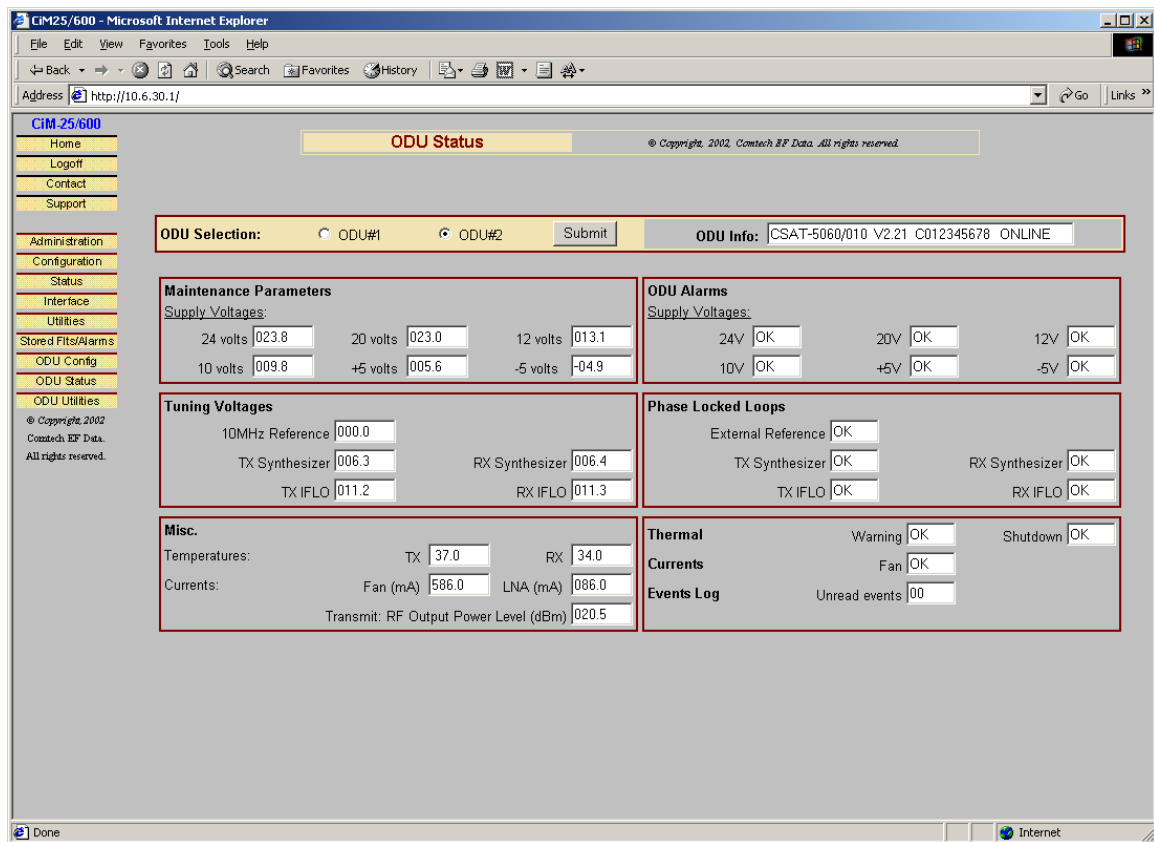 CiM25/600 - Microsoft Internet Explorer
File Edit View Favorites Tools Help
Back Search Favorites History
Address http://10.6.30.1/ Go Links »
CiM-25/600
Home
Logoff
Contact
Support
Administration
Configuration
Status
Interface
Utilities
Stored Flts/Alarms
ODU Config
ODU Status
ODU Utilities
© Copyright, 2002
Comtech EF Data.
All rights reserved.
ODU Status © Copyright, 2002, Comtech EF Data. All rights reserved.
ODU Selection: ODU#1 ODU#2 Submit ODU Info: CSAT-5060/010 V2.21 C012345678 ONLINE
Maintenance Parameters
Supply Voltages:
24 volts 023.8 20 volts 023.0 12 volts 013.1
10 volts 009.8 +5 volts 005.6 -5 volts -04.9
ODU Alarms
Supply Voltages:
24V OK 20V OK 12V OK
10V OK +5V OK -5V OK
Tuning Voltages
10MHz Reference 000.0
TX Synthesizer 006.3 RX Synthesizer 006.4
TX IFLO 011.2 RX IFLO 011.3
Phase Locked Loops
External Reference OK
TX Synthesizer OK RX Synthesizer OK
TX IFLO OK RX IFLO OK
Misc.
Temperatures: TX 37.0 RX 34.0
Currents: Fan (mA) 586.0 LNA (mA) 086.0
Transmit: RF Output Power Level (dBm) 020.5
Thermal Warning OK Shutdown OK
Currents Fan OK
Events Log Unread events 00
Done Internet